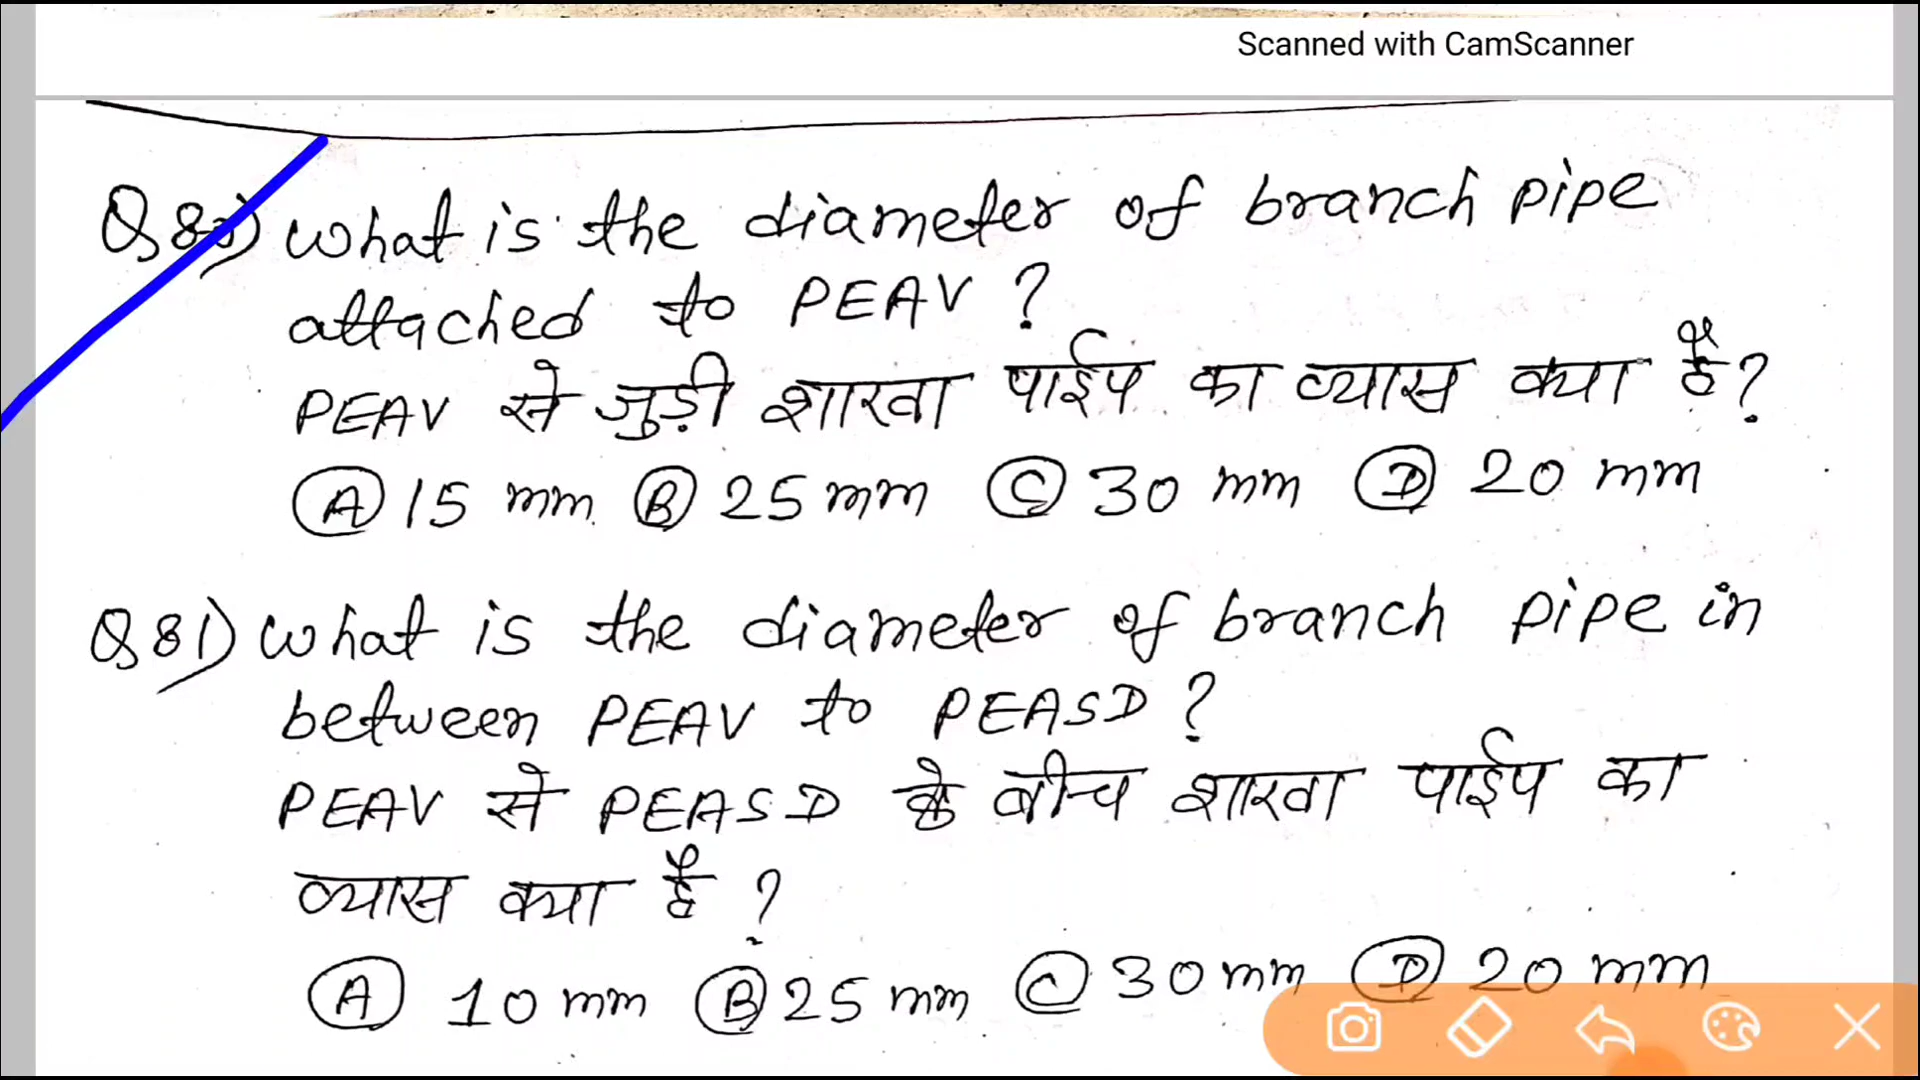 Scanned with CamScanner
Q 80) What is the diameter of branch pipe
attached to PEAV ?
PEAV से जुड़ी शाखा पाईप का व्यास क्या है?
(A) 15 mm (B) 25 mm (C) 30 mm (D) 20 mm
Q 81) What is the diameter of branch pipe in
between PEAV to PEASD ?
PEAV से PEASD के बीच शाखा पाईप का
व्यास क्या है ?
(A) 10 mm (B) 25 mm (C) 30 mm (D) 20 mm